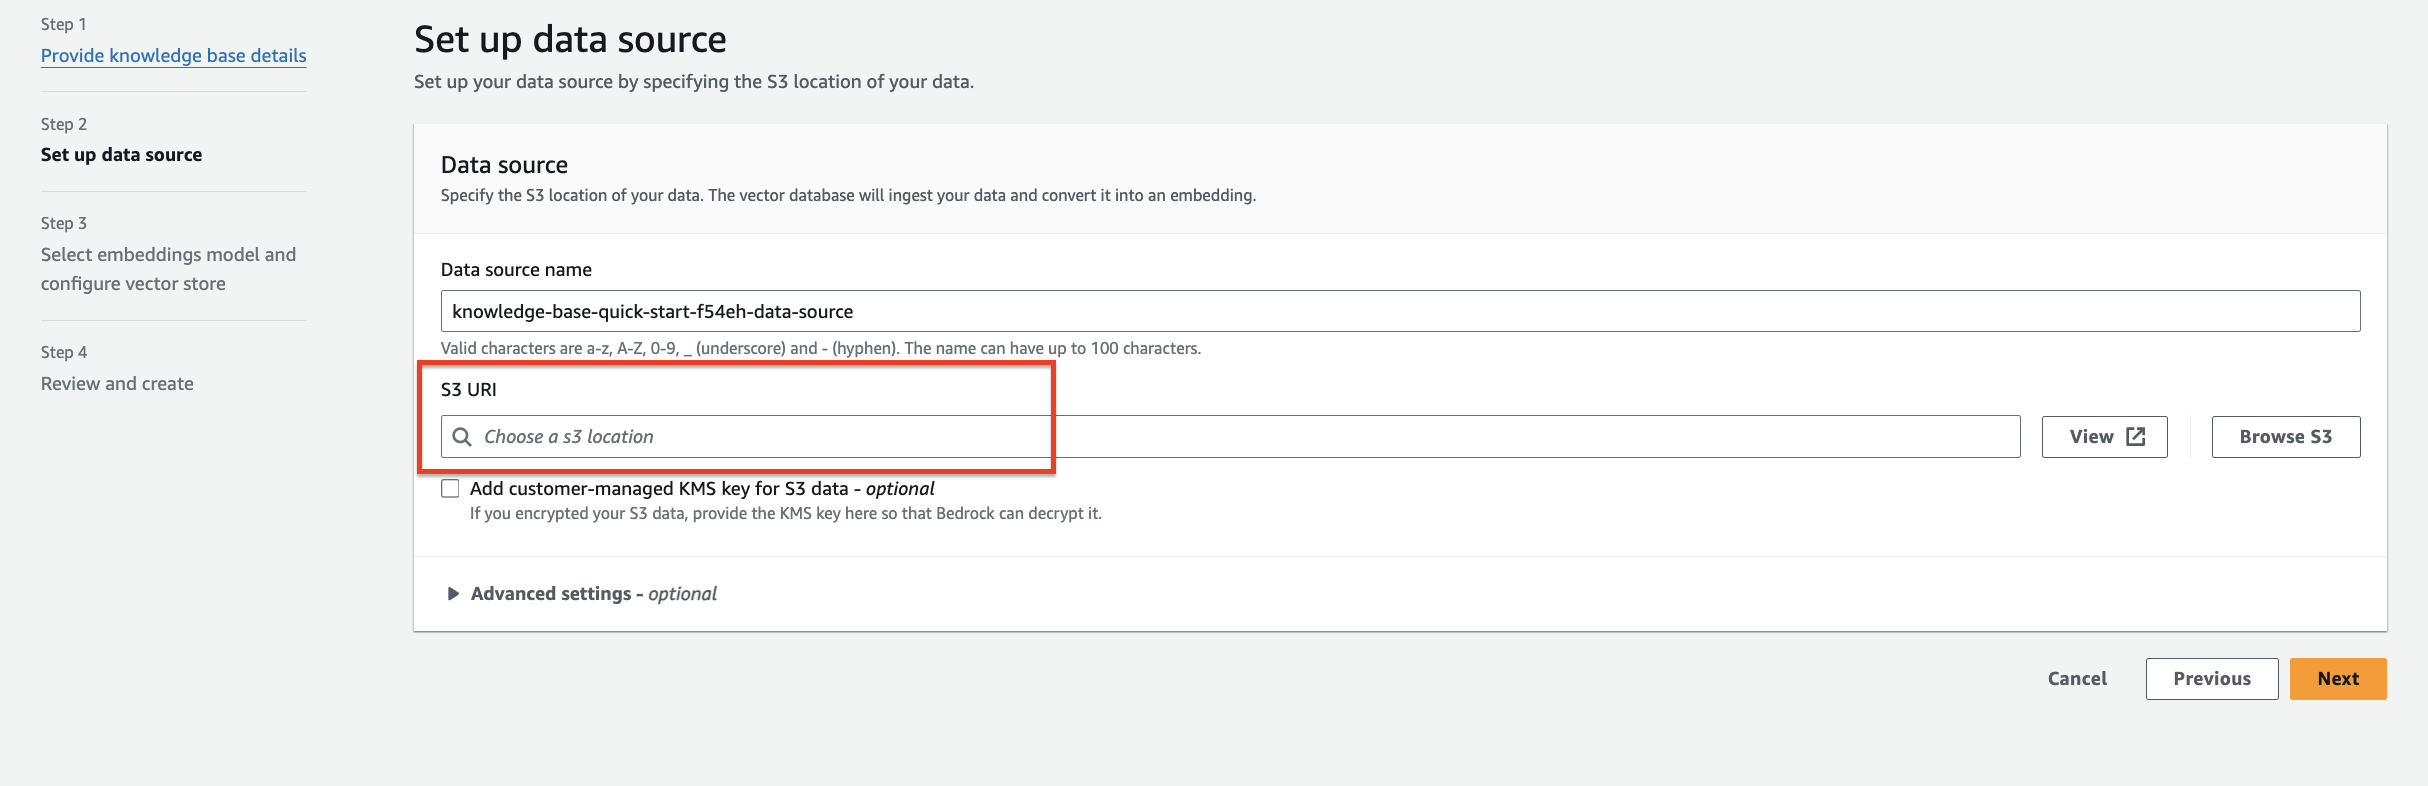 Step 1
Provide knowledge base details
Step 2
Set up data source
Step 3
Select embeddings model and
configure vector store
Step 4
Review and create
Set up data source
Set up your data source by specifying the S3 location of your data.
Data source
Specify the S3 location of your data. The vector database will ingest your data and convert it into an embedding.
Data source name
knowledge-base-quick-start-f54eh-data-source
Valid characters are a-z, A-Z, 0-9, _ (underscore) and - (hyphen). The name can have up to 100 characters.
S3 URI
Choose a s3 location
View
Browse S3
Add customer-managed KMS key for S3 data - optional
If you encrypted your S3 data, provide the KMS key here so that Bedrock can decrypt it.
Advanced settings - optional
Cancel
Previous
Next